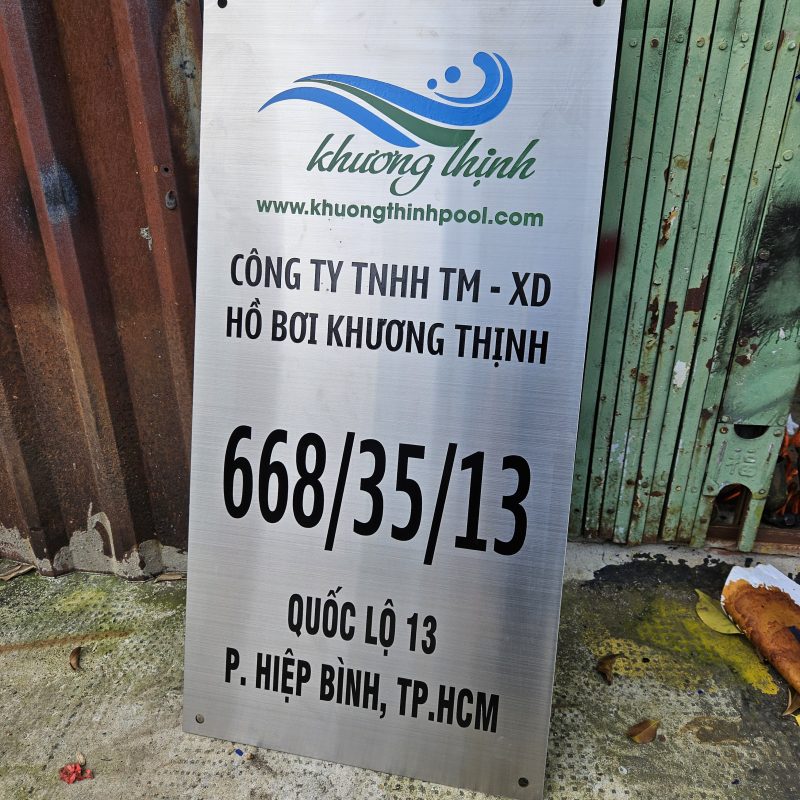 khương thịnh
www.khuongthinhpool.com
CÔNG TY TNHH TM - XD
HỒ BƠI KHƯƠNG THỊNH
668/35/13
QUỐC LỘ 13
P. HIỆP BÌNH, TP.HCM